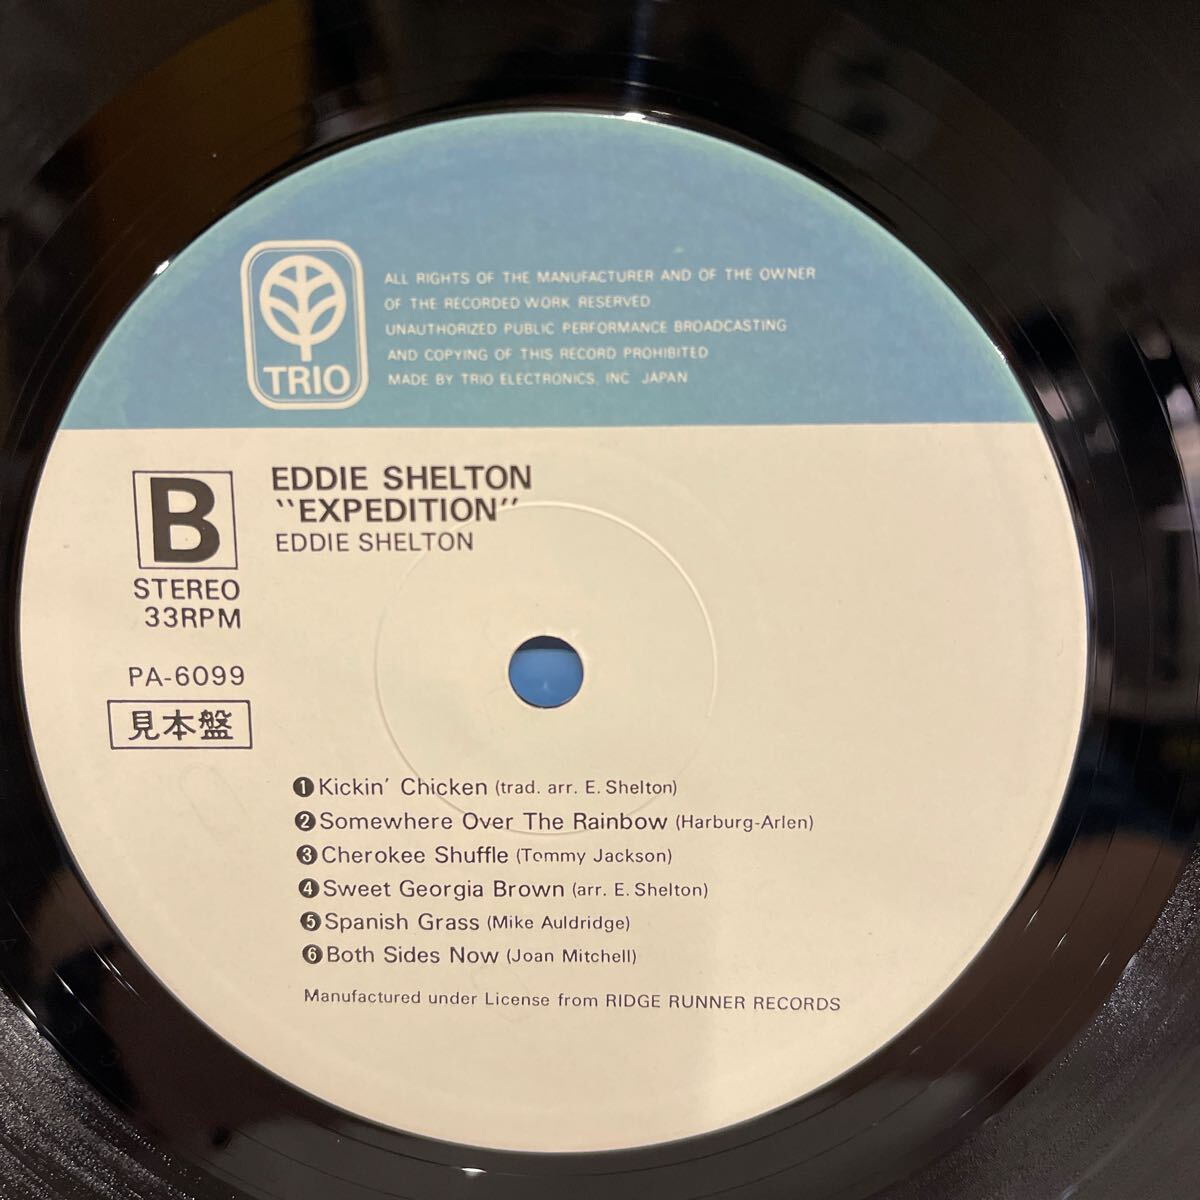 TRIO
ALL RIGHTS OF THE MANUFACTURER AND OF THE OWNER
OF THE RECORDED WORK RESERVED
UNAUTHORIZED PUBLIC PERFORMANCE BROADCASTING
AND COPYING OF THIS RECORD PROHIBITED
MADE BY TRIO ELECTRONICS, INC. JAPAN
B
STEREO
33RPM
PA-6099
見本盤
EDDIE SHELTON
"EXPEDITION"
EDDIE SHELTON
❶Kickin' Chicken (trad. arr. E. Shelton)
❷Somewhere Over The Rainbow (Harburg-Arlen)
❸Cherokee Shuffle (Tommy Jackson)
❹Sweet Georgia Brown (arr. E. Shelton)
❺Spanish Grass (Mike Auldridge)
❻Both Sides Now (Joan Mitchell)
Manufactured under License from RIDGE RUNNER RECORDS